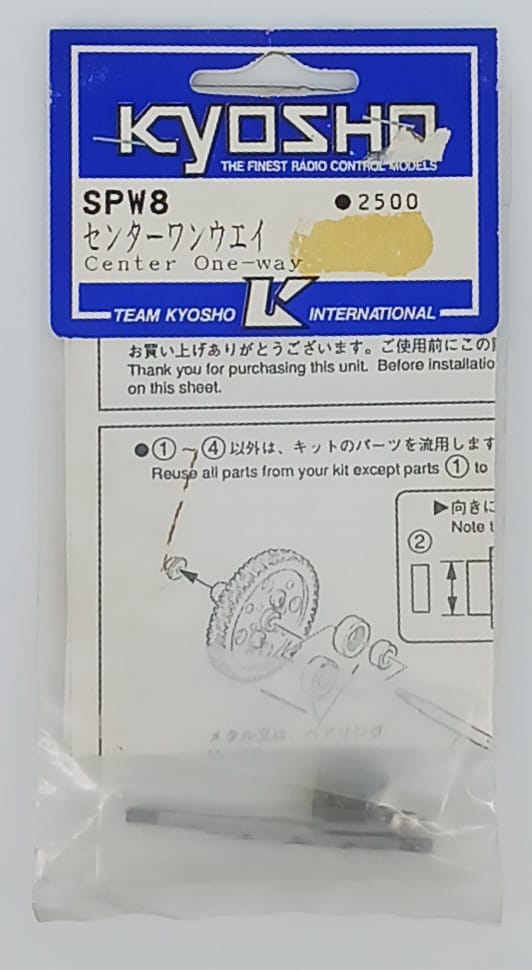 KYOSHO
THE FINEST RADIO CONTROL MODELS
SPW8 ●2500
センターワンウエイ
Center One-way
TEAM KYOSHO K INTERNATIONAL
お買い上げありがとうございます。ご使用前にこの
Thank you for purchasing this unit. Before installatio
on this sheet.
●①~④以外は、キットのパーツを流用します
Reuse all parts from your kit except parts ① to
▶向きに
Note t
②
メタル又は ベアリング